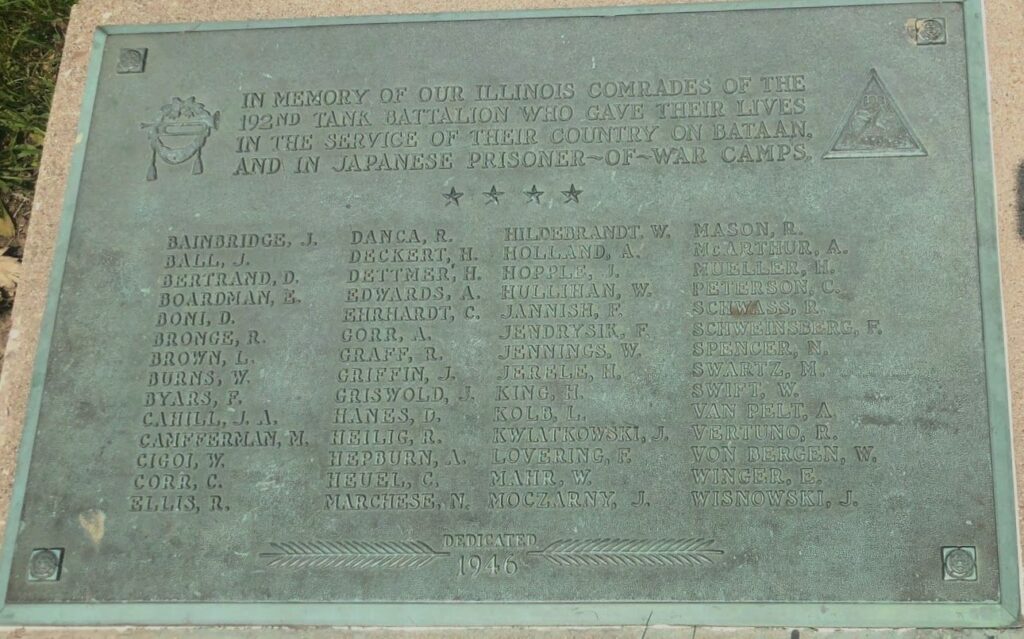 IN MEMORY OF OUR ILLINOIS COMRADES OF THE
192ND TANK BATTALION WHO GAVE THEIR LIVES
IN THE SERVICE OF THEIR COUNTRY ON BATAAN,
AND IN JAPANESE PRISONER~OF~WAR CAMPS.
BAINBRIDGE, J.
BALL, J.
BERTRAND, D.
BOARDMAN, E.
BONI, D.
BRONGE, R.
BROWN, L.
BURNS, W.
BYARS, F.
CAHILL, J. A.
CAMFFERMAN, M.
CIGOI, W.
CORR, C.
ELLIS, R.
DANCA, R.
DECKERT, H.
DETTMER, H.
EDWARDS, A.
EHRHARDT, C.
GORR, A.
GRAFF, R.
GRIFFIN, J.
GRISWOLD, J.
HANES, D.
HEILIG, R.
HEPBURN, A.
HEUEL, C.
MARCHESE, N.
HILDEBRANDT, W.
HOLLAND, A.
HOPPLE, J.
HULLIHAN, W.
JANNISH, F.
JENDRYSIK, F.
JENNINGS, W.
JERELE, H.
KING, H.
KOLB, L.
KWIATKOWSKI, J.
LOVERING, F.
MAHR, W.
MOCZARNY, J.
MASON, R.
McARTHUR, A.
MUELLER, H.
PETERSON, C.
SCHWASS, R.
SCHWEINSBERG, F.
SPENCER, N.
SWARTZ, M.
SWIFT, W.
VAN PELT, A.
VERTUNO, R.
VON BERGEN, W.
WINGER, E.
WISNOWSKI, J.
DEDICATED
1946